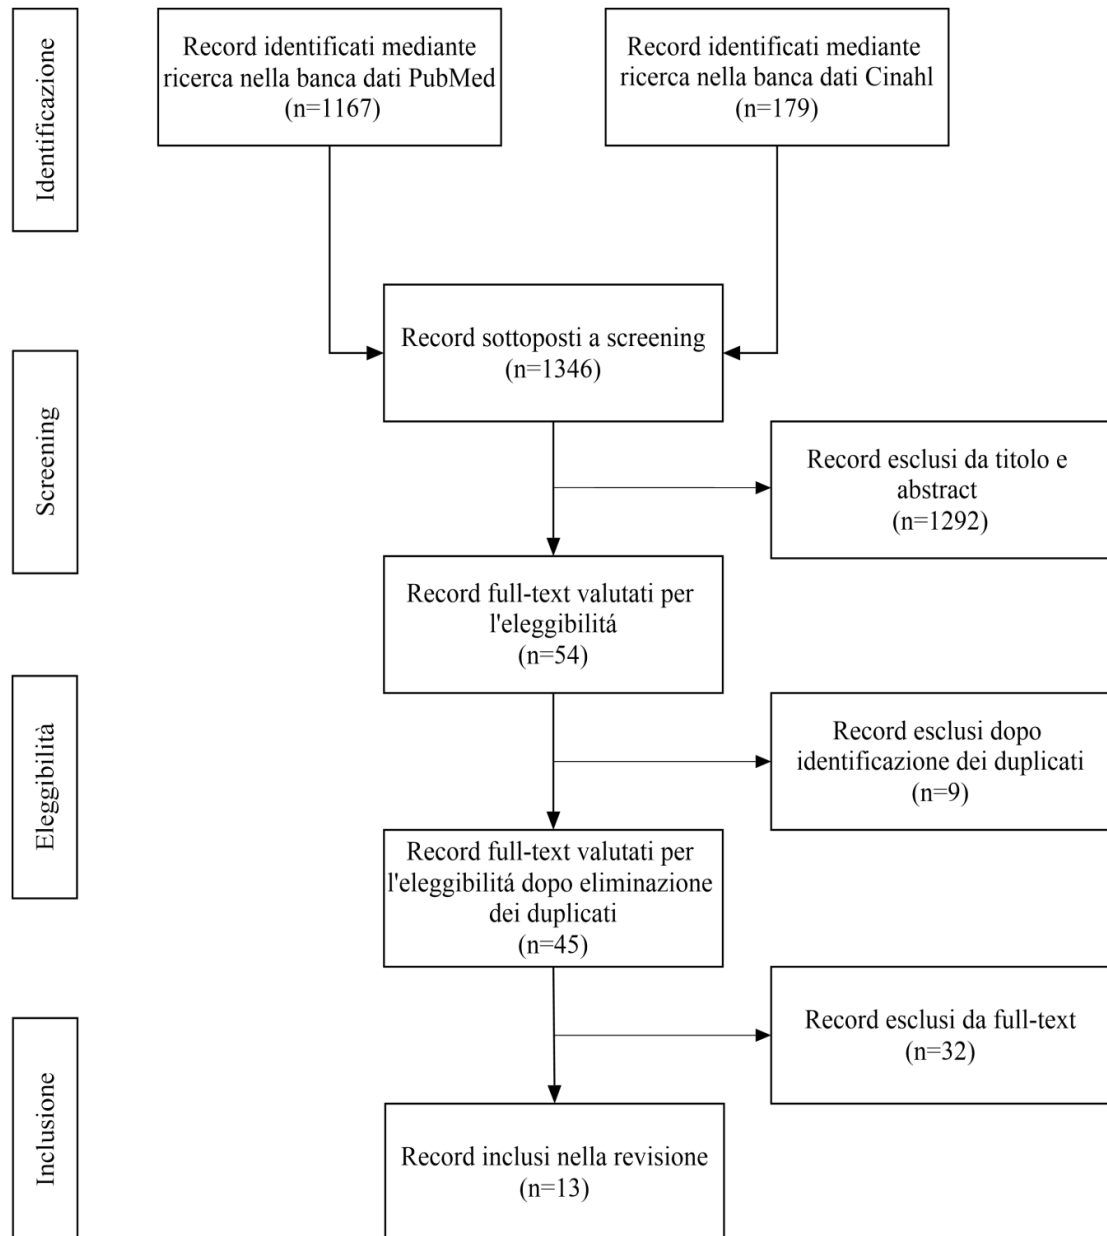 Identificazione
Record identificati mediante
ricerca nella banca dati PubMed
(n=1167)
Record identificati mediante
ricerca nella banca dati Cinahl
(n=179)
Screening
Record sottoposti a screening
(n=1346)
Record esclusi da titolo e
abstract
(n=1292)
Record full-text valutati per
l'eleggibilitá
(n=54)
Eleggibilità
Record esclusi dopo
identificazione dei duplicati
(n=9)
Record full-text valutati per
l'eleggibilitá dopo eliminazione
dei duplicati
(n=45)
Inclusione
Record esclusi da full-text
(n=32)
Record inclusi nella revisione
(n=13)